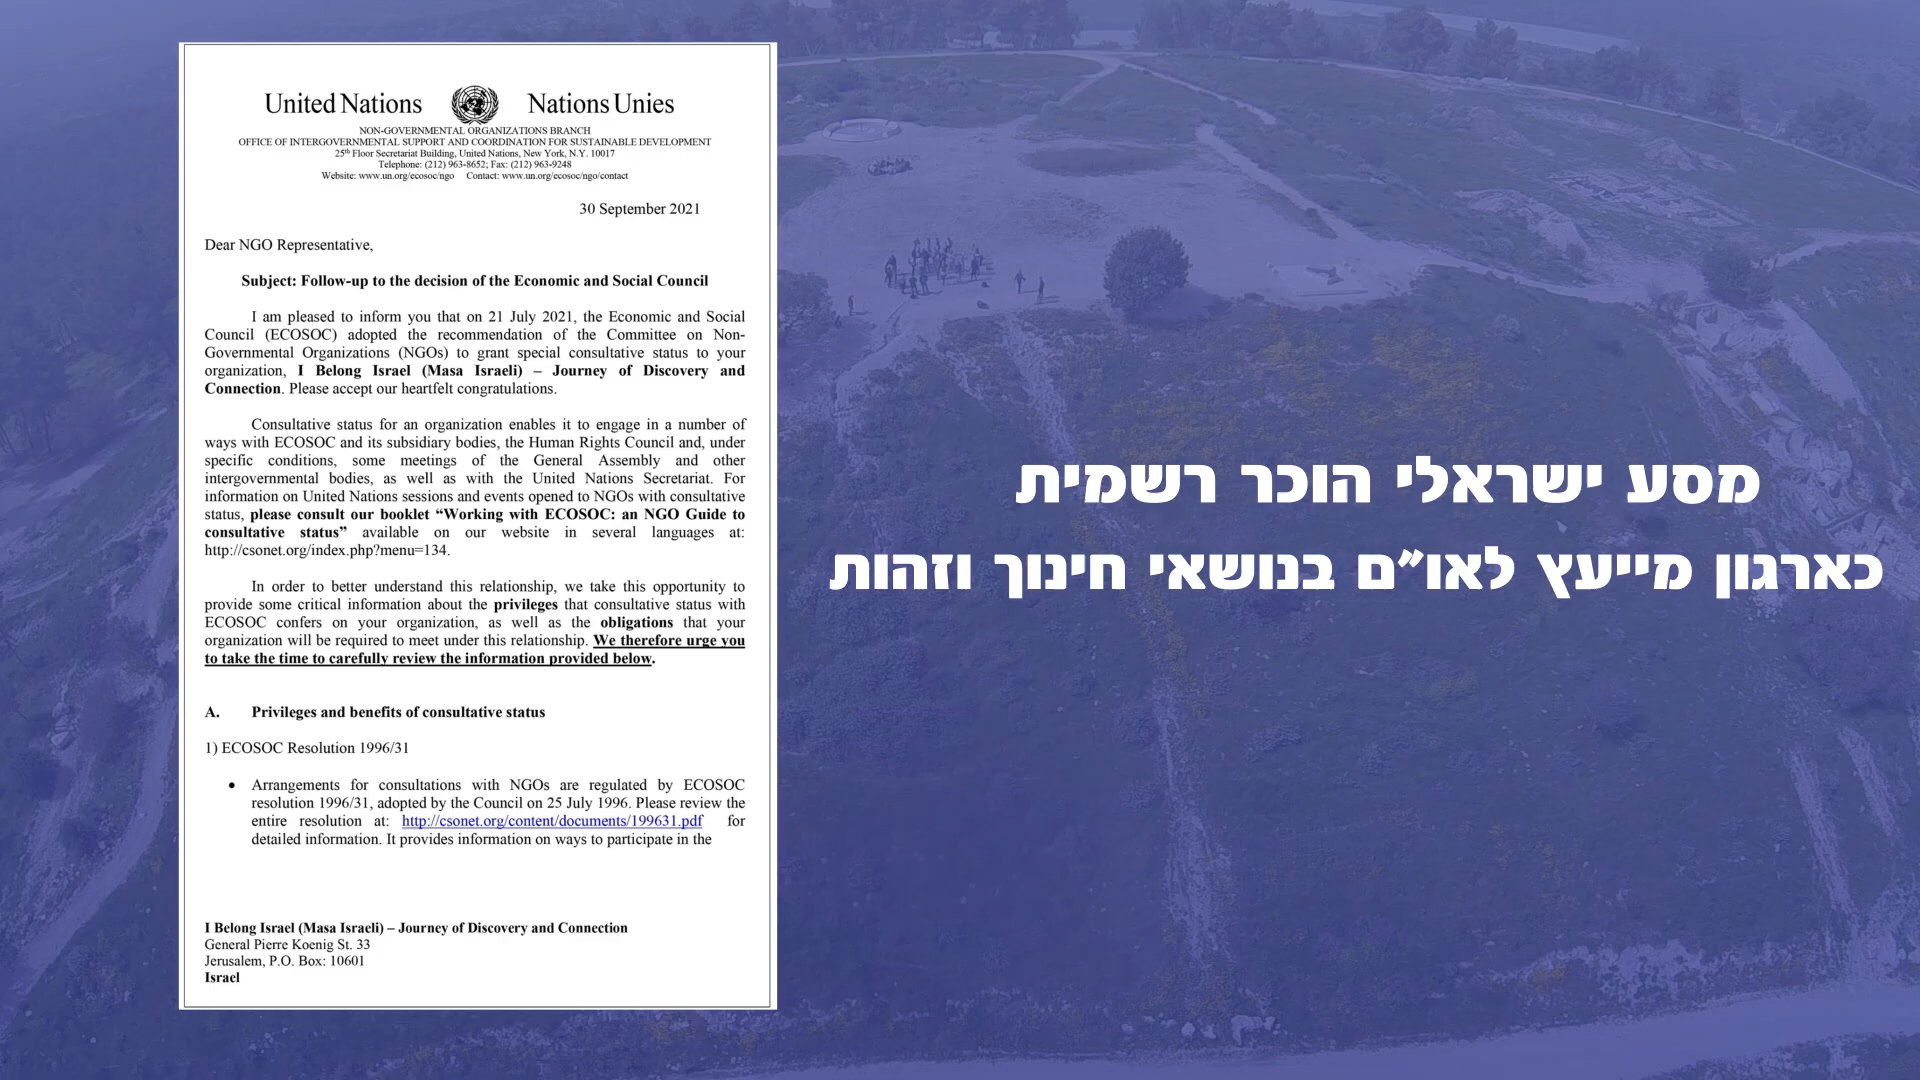 United Nations Nations Unies
NON-GOVERNMENTAL ORGANIZATIONS BRANCH
OFFICE OF INTERGOVERNMENTAL SUPPORT AND COORDINATION FOR SUSTAINABLE DEVELOPMENT
25th Floor Secretariat Building, United Nations, New York, N.Y. 10017
Telephone: (212) 963-8652; Fax: (212) 963-9248
Website: www.un.org/ecosoc/ngo Contact: www.un.org/ecosoc/ngo/contact
30 September 2021
Dear NGO Representative,
Subject: Follow-up to the decision of the Economic and Social Council
I am pleased to inform you that on 21 July 2021, the Economic and Social
Council (ECOSOC) adopted the recommendation of the Committee on Non-
Governmental Organizations (NGOs) to grant special consultative status to your
organization, I Belong Israel (Masa Israeli) – Journey of Discovery and
Connection. Please accept our heartfelt congratulations.
Consultative status for an organization enables it to engage in a number of
ways with ECOSOC and its subsidiary bodies, the Human Rights Council and, under
specific conditions, some meetings of the General Assembly and other
intergovernmental bodies, as well as with the United Nations Secretariat. For
information on United Nations sessions and events opened to NGOs with consultative
status, please consult our booklet “Working with ECOSOC: an NGO Guide to
consultative status” available on our website in several languages at:
http://csonet.org/index.php?menu=134.
In order to better understand this relationship, we take this opportunity to
provide some critical information about the privileges that consultative status with
ECOSOC confers on your organization, as well as the obligations that your
organization will be required to meet under this relationship. We therefore urge you
to take the time to carefully review the information provided below.
A. Privileges and benefits of consultative status
1) ECOSOC Resolution 1996/31
• Arrangements for consultations with NGOs are regulated by ECOSOC
resolution 1996/31, adopted by the Council on 25 July 1996. Please review the
entire resolution at: http://csonet.org/content/documents/199631.pdf for
detailed information. It provides information on ways to participate in the
I Belong Israel (Masa Israeli) – Journey of Discovery and Connection
General Pierre Koenig St. 33
Jerusalem, P.O. Box: 10601
Israel
מסע ישראלי הוכר רשמית
כארגון מייעץ לאו״ם בנושאי חינוך וזהות